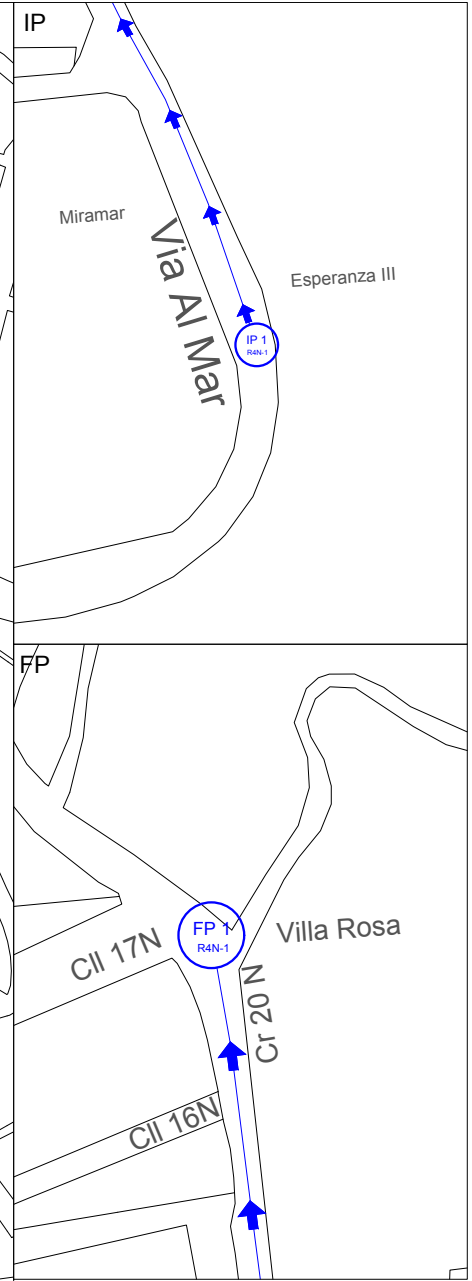 IP
Miramar
Via Al Mar
Esperanza III
IP 1
R4N-1
FP
FP 1
R4N-1
Villa Rosa
Cll 17N
Cr 20 N
Cll 16N